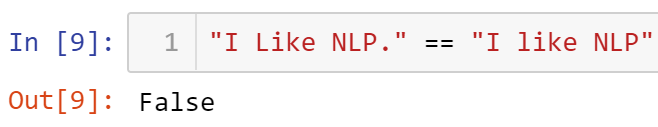 In [9]: 1 "I Like NLP." == "I like NLP"
Out[9]: False